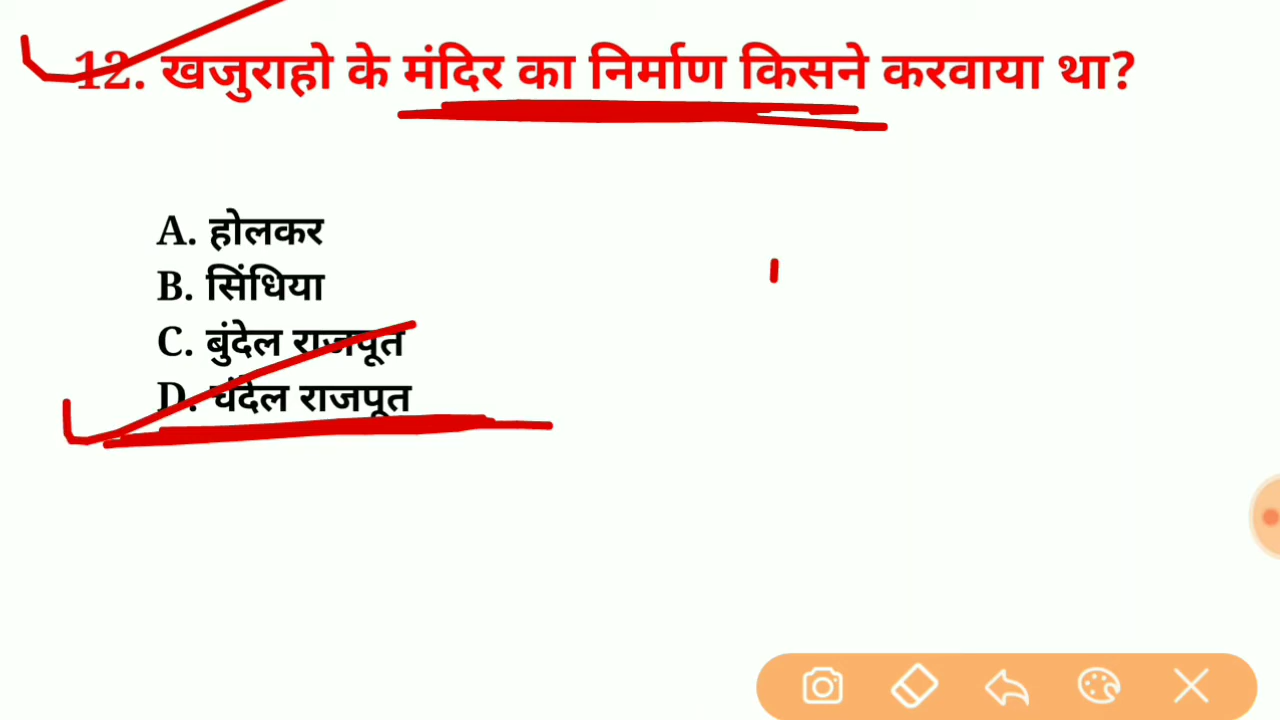 12. खजुराहो के मंदिर का निर्माण किसने करवाया था?
A. होलकर
B. सिंधिया
C. बुंदेल राजपूत
D. चंदेल राजपूत